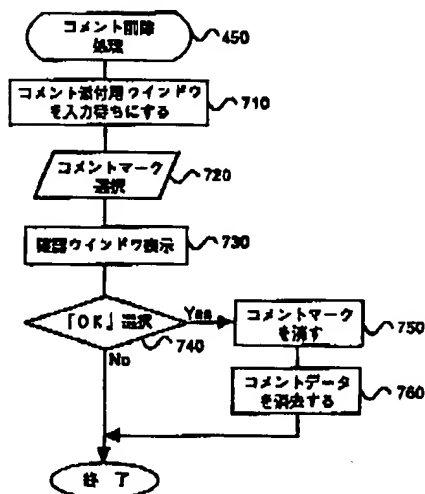 コメント削除
処理
450
コメント添付用ウインドウ
を入力待ちにする
710
コメントマーク
選択
720
確認ウインドウ表示
730
「OK」選択
Yes
No
740
コメントマーク
を消す
750
コメントデータ
を消去する
760
終了